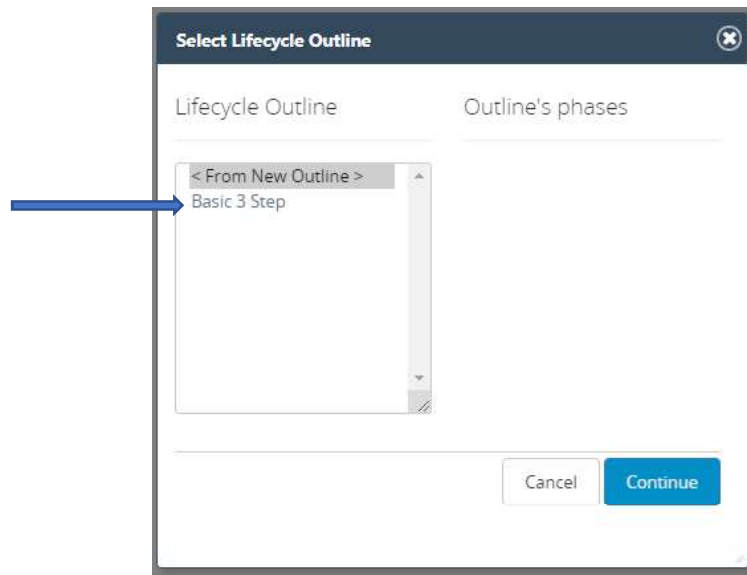 Select Lifecycle Outline
Lifecycle Outline
Outline's phases
< From New Outline >
Basic 3 Step
Cancel
Continue